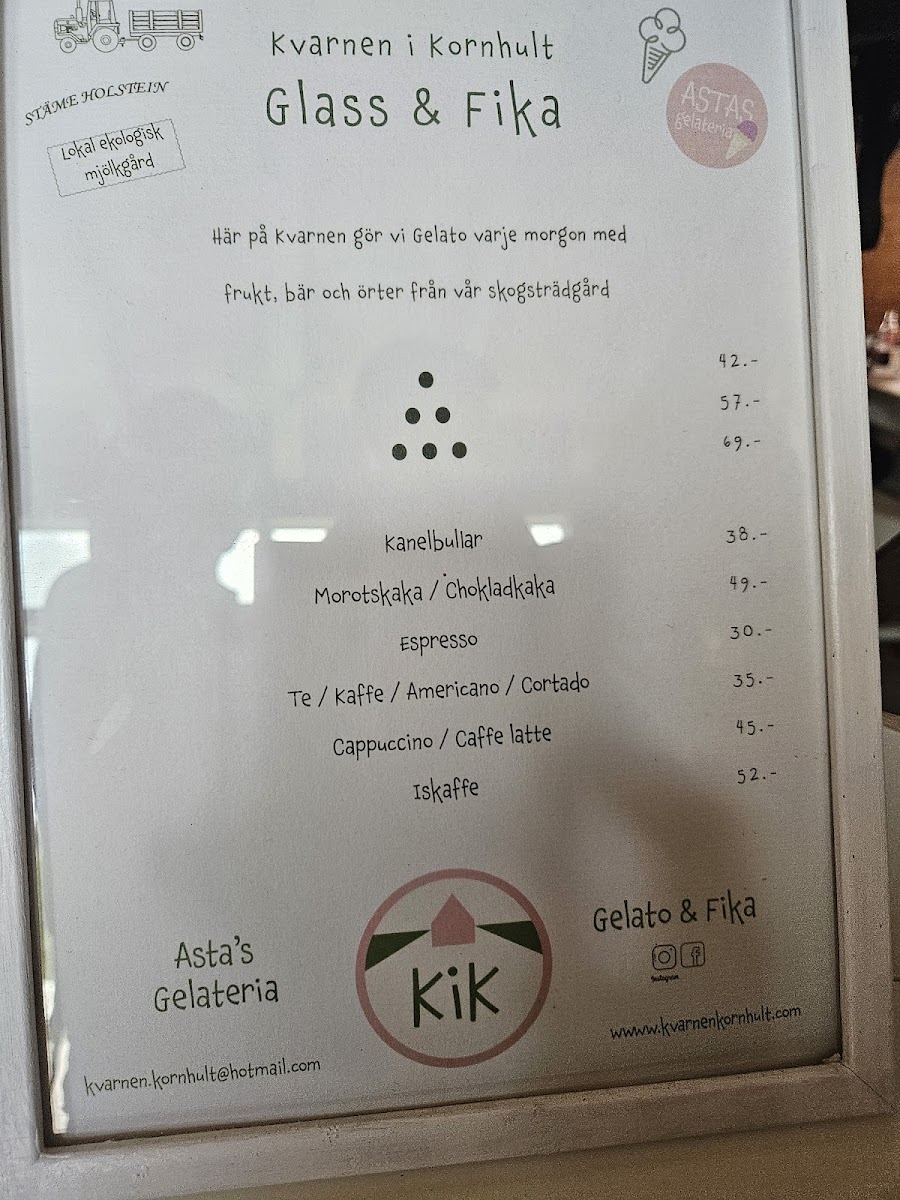 Kvarnen i Kornhult
Glass & Fika
STÄME HOLSTEIN
Lokal ekologisk
mjölkgård
ASTAS
gelateria
Här på Kvarnen gör vi Gelato varje morgon med
frukt, bär och örter från vår skogsträdgård
42.-
57.-
69.-
Kanelbullar 38.-
Morotskaka / Chokladkaka 49.-
Espresso 30.-
Te / Kaffe / Americano / Cortado 35.-
Cappuccino / Caffe latte 45.-
Iskaffe 52.-
Asta's
Gelateria
KiK
Gelato & Fika
Instagram
kvarnen.kornhult@hotmail.com
wwww.kvarnenkornhult.com